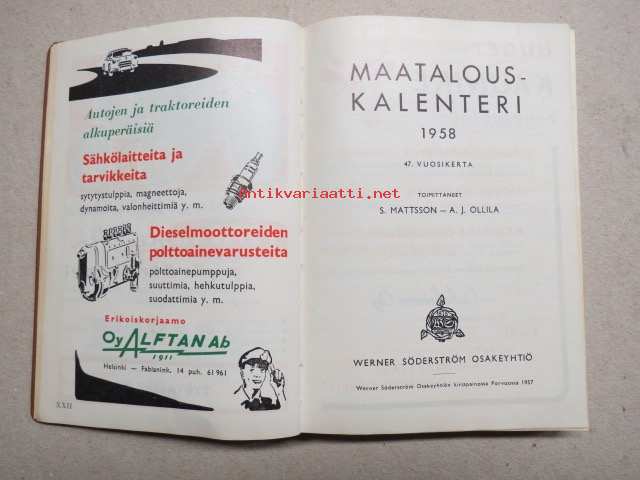 Autojen ja traktoreiden
alkuperäisiä
Sähkölaitteita ja
tarvikkeita
sytytystulppia, magneettoja,
dynamoita, valonheittimiä y. m.
Dieselmoottoreiden
polttoainevarusteita
polttoainepumppuja,
suuttimia, hehkutulppia,
suodattimia y. m.
Erikoiskorjaamo
Oy ALFTAN Ab
1911
Helsinki — Fabianink. 14 puh. 61 961
XXII
MAATALOUS-
KALENTERI
1958
47. VUOSIKERTA
TOIMITTANEET
S. MATTSSON — A. J. OLLILA
WERNER SÖDERSTRÖM OSAKEYHTIÖ
Werner Söderström Osakeyhtiön kirjapainossa Porvoossa 1957
Antikvariaatti.net